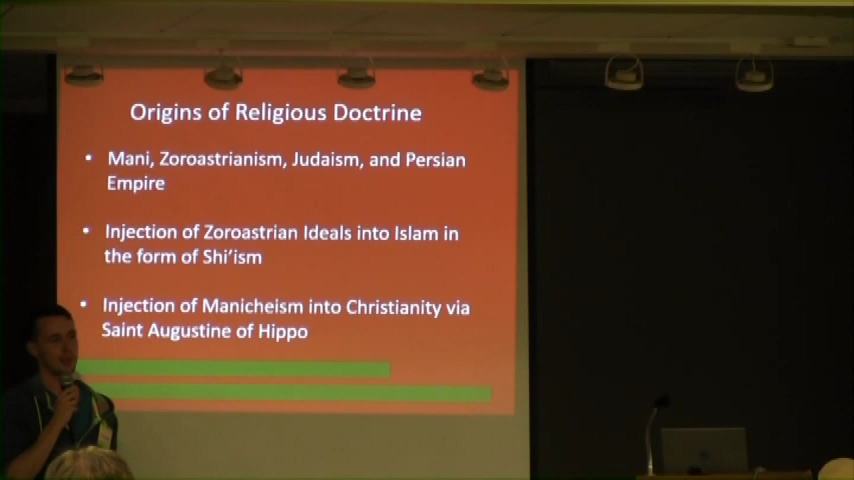 Origins of Religious Doctrine
• Mani, Zoroastrianism, Judaism, and Persian
Empire
• Injection of Zoroastrian Ideals into Islam in
the form of Shi'ism
• Injection of Manicheism into Christianity via
Saint Augustine of Hippo